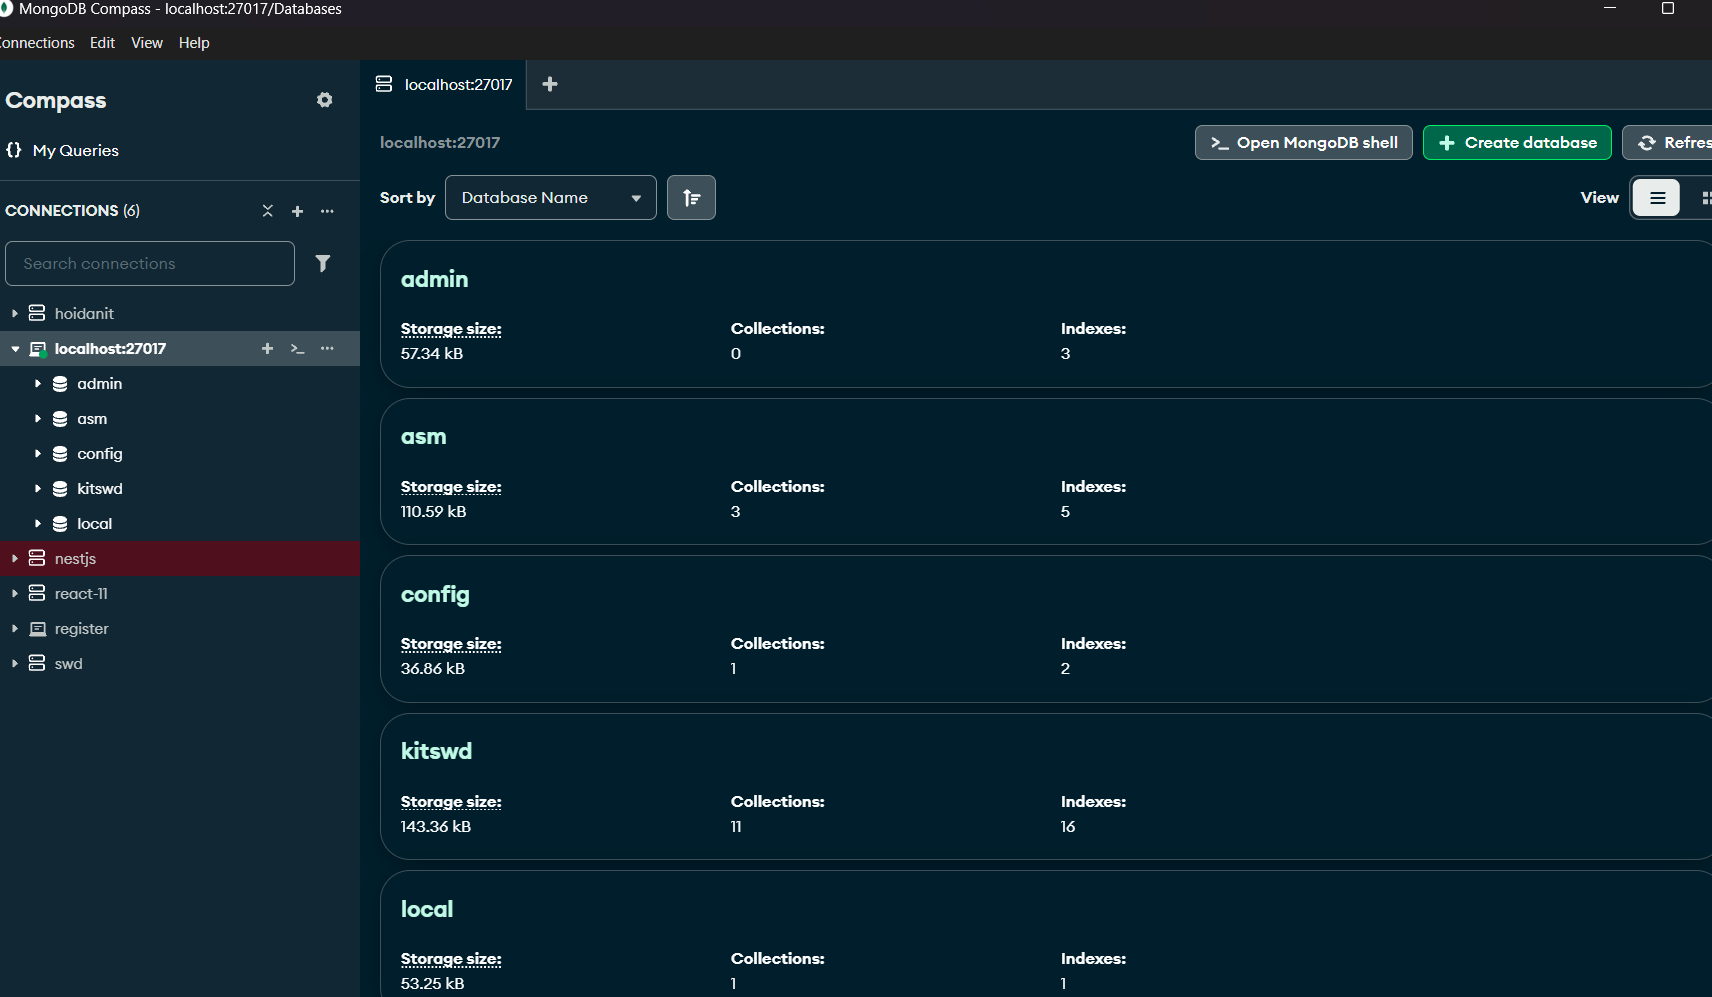 MongoDB Compass - localhost:27017/Databases
Connections Edit View Help
Compass
{} My Queries
CONNECTIONS (6)
Search connections
hoidanit
localhost:27017
admin
asm
config
kitswd
local
nestjs
react-11
register
swd
localhost:27017
localhost:27017
>_ Open MongoDB shell
Create database
Refres
Sort by
Database Name
View
admin
Storage size: Collections: Indexes:
57.34 kB 0 3
asm
Storage size: Collections: Indexes:
110.59 kB 3 5
config
Storage size: Collections: Indexes:
36.86 kB 1 2
kitswd
Storage size: Collections: Indexes:
143.36 kB 11 16
local
Storage size: Collections: Indexes:
53.25 kB 1 1